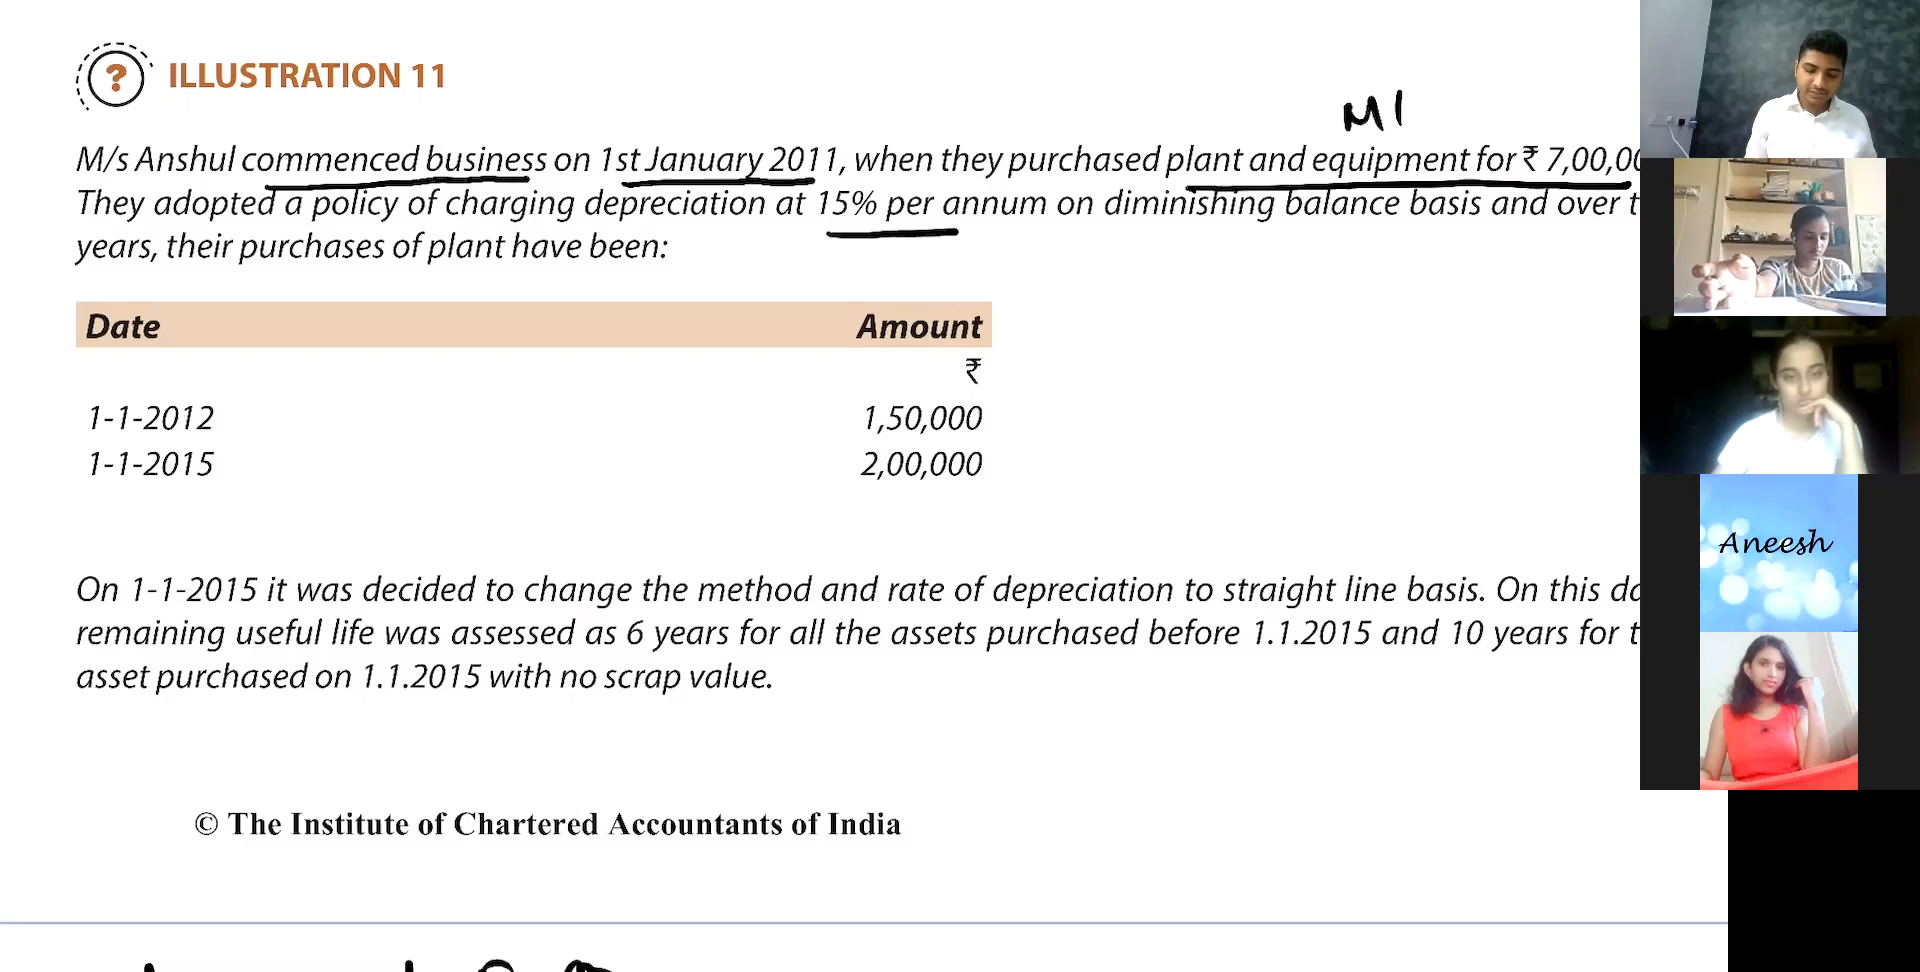 ?
ILLUSTRATION 11
M1
M/s Anshul commenced business on 1st January 2011, when they purchased plant and equipment for ₹ 7,00,00
They adopted a policy of charging depreciation at 15% per annum on diminishing balance basis and over t
years, their purchases of plant have been:
Date Amount
₹
1-1-2012 1,50,000
1-1-2015 2,00,000
Aneesh
On 1-1-2015 it was decided to change the method and rate of depreciation to straight line basis. On this da
remaining useful life was assessed as 6 years for all the assets purchased before 1.1.2015 and 10 years for t
asset purchased on 1.1.2015 with no scrap value.
© The Institute of Chartered Accountants of India